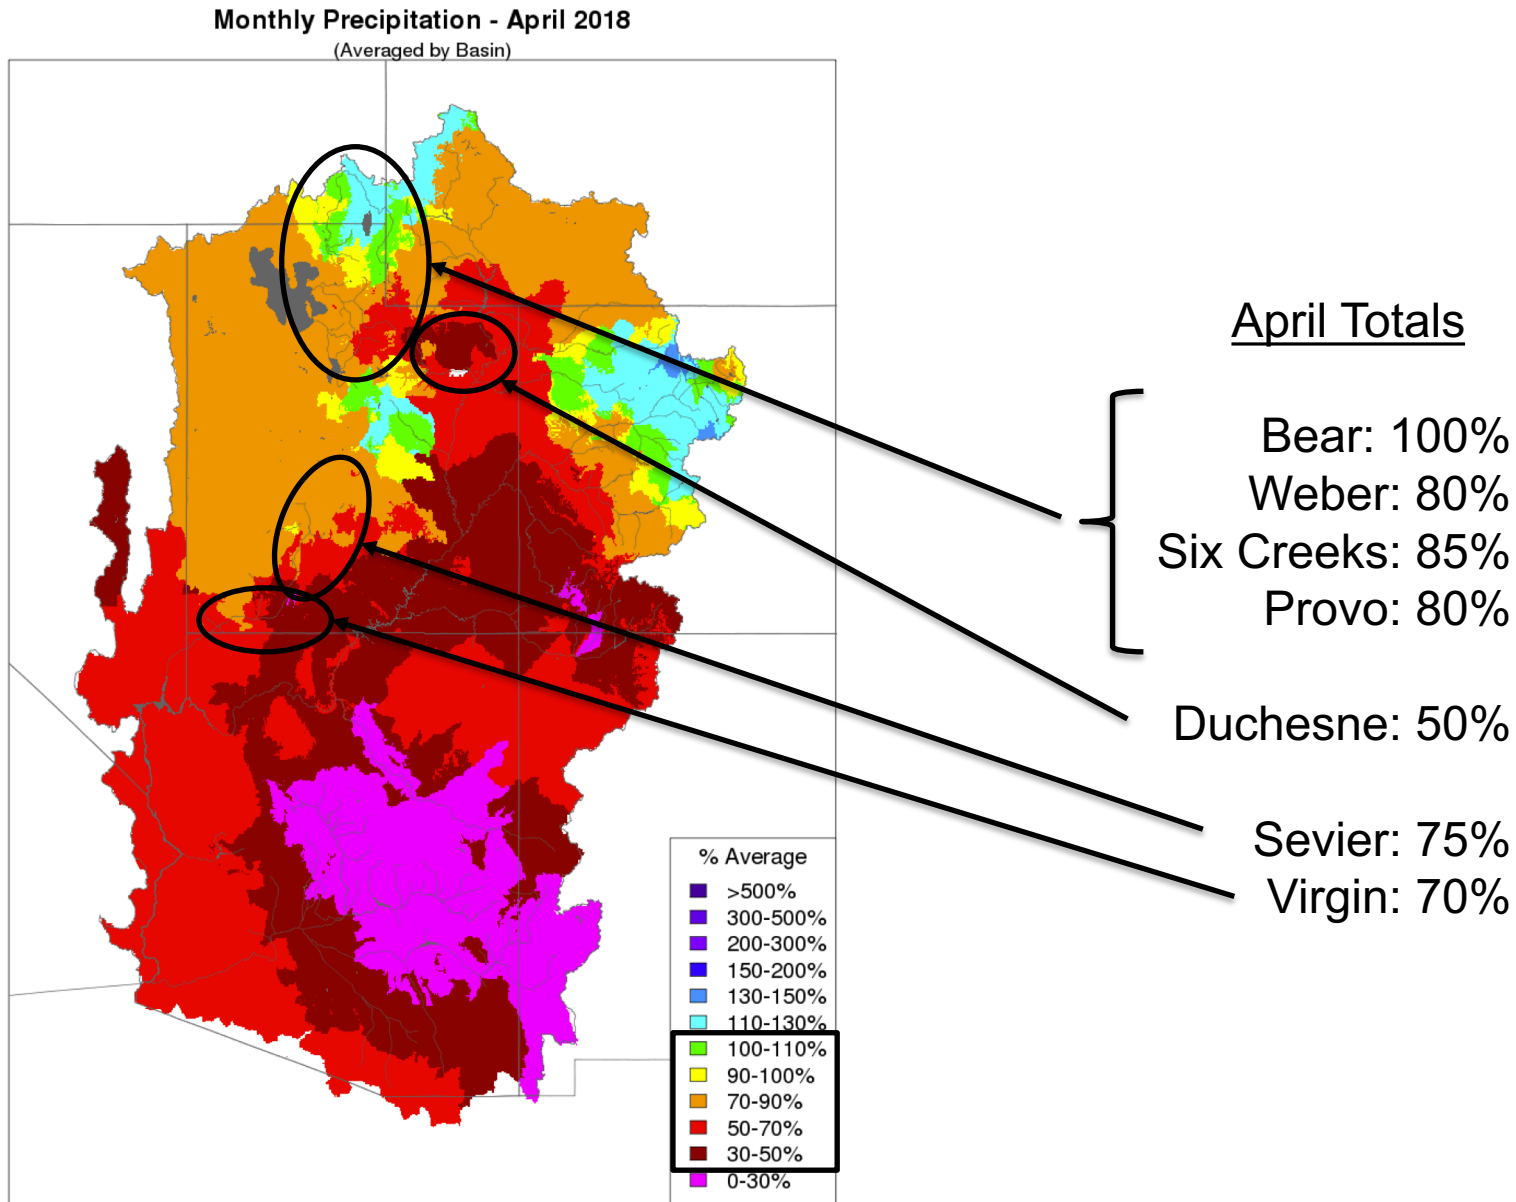 Monthly Precipitation - April 2018
(Averaged by Basin)
April Totals
Bear: 100%
Weber: 80%
Six Creeks: 85%
Provo: 80%
Duchesne: 50%
Sevier: 75%
Virgin: 70%
% Average
>500%
300-500%
200-300%
150-200%
130-150%
110-130%
100-110%
90-100%
70-90%
50-70%
30-50%
0-30%